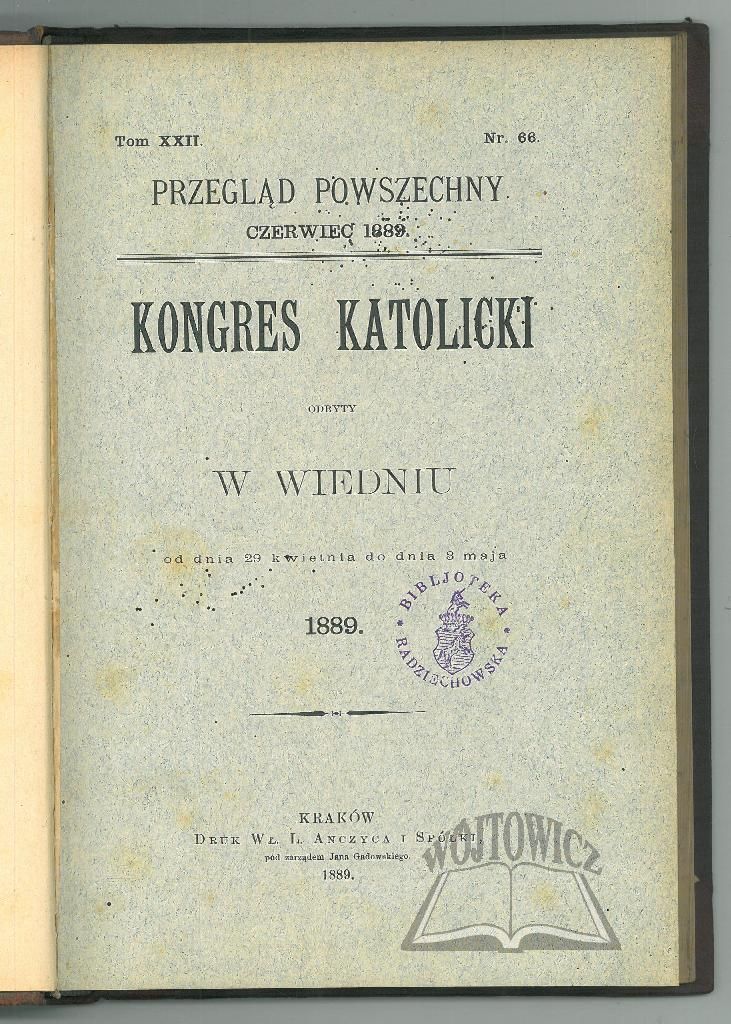 Tom XXII. Nr. 66.
PRZEGLĄD POWSZECHNY.
CZERWIEC 1889.
KONGRES KATOLICKI
ODBYTY
W WIEDNIU
od dnia 29 kwietnia do dnia 3 maja
1889.
BIBLJOTEKA
RADZIECHOWSKA
KRAKÓW
DRUK WŁ. L. ANCZYCA I SPÓŁKI,
pod zarządem Jana Gadowskiego.
1889.
WÓJTOWICZ